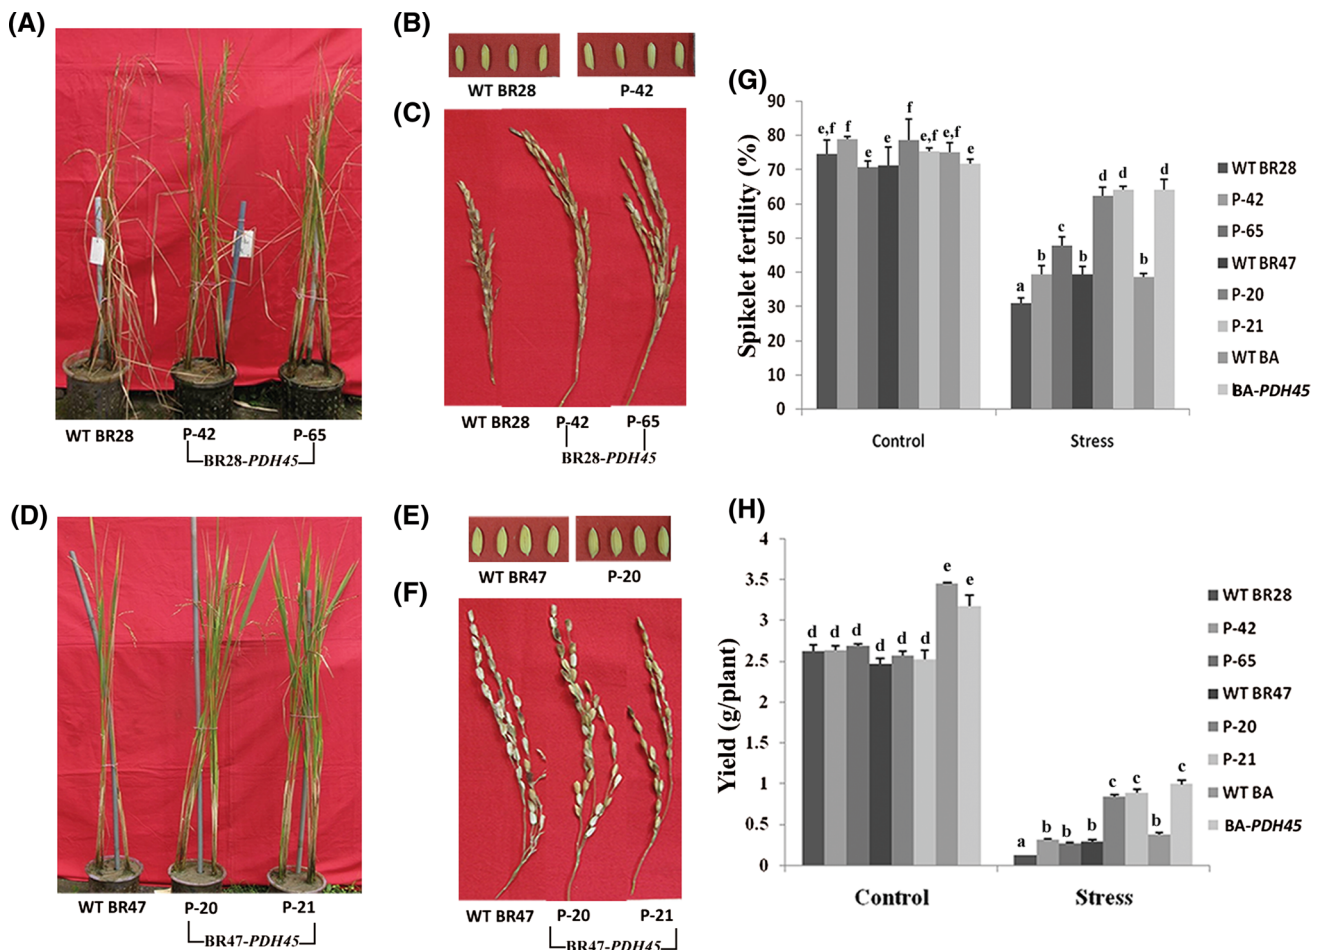 (A)
WT BR28
P-42
P-65
BR28-PDH45
(B)
WT BR28
P-42
(C)
WT BR28
P-42
P-65
BR28-PDH45
(D)
WT BR47
P-20
P-21
BR47-PDH45
(E)
WT BR47
P-20
(F)
WT BR47
P-20
P-21
BR47-PDH45
(G)
Spikelet fertility (%)
90
80
70
60
50
40
30
20
10
0
e,f
f
e
e
f
e,f
e,f
e
a
b
c
b
d
d
b
d
Control
Stress
WT BR28
P-42
P-65
WT BR47
P-20
P-21
WT BA
BA-PDH45
(H)
Yield (g/plant)
4
3.5
3
2.5
2
1.5
1
0.5
0
d
d
d
d
d
d
e
e
a
b
b
b
c
c
b
c
Control
Stress
WT BR28
P-42
P-65
WT BR47
P-20
P-21
WT BA
BA-PDH45